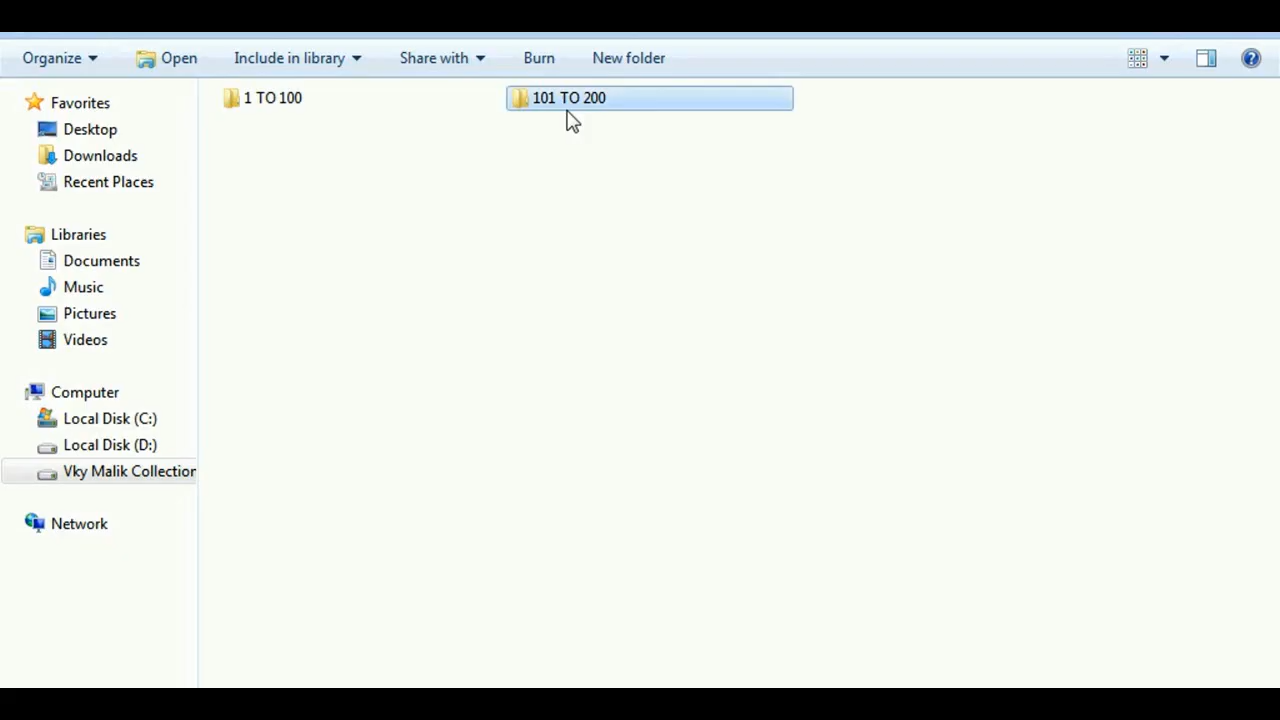 Organize Open Include in library Share with Burn New folder
Favorites
Desktop
Downloads
Recent Places
Libraries
Documents
Music
Pictures
Videos
Computer
Local Disk (C:)
Local Disk (D:)
Vky Malik Collection
Network
1 TO 100 101 TO 200